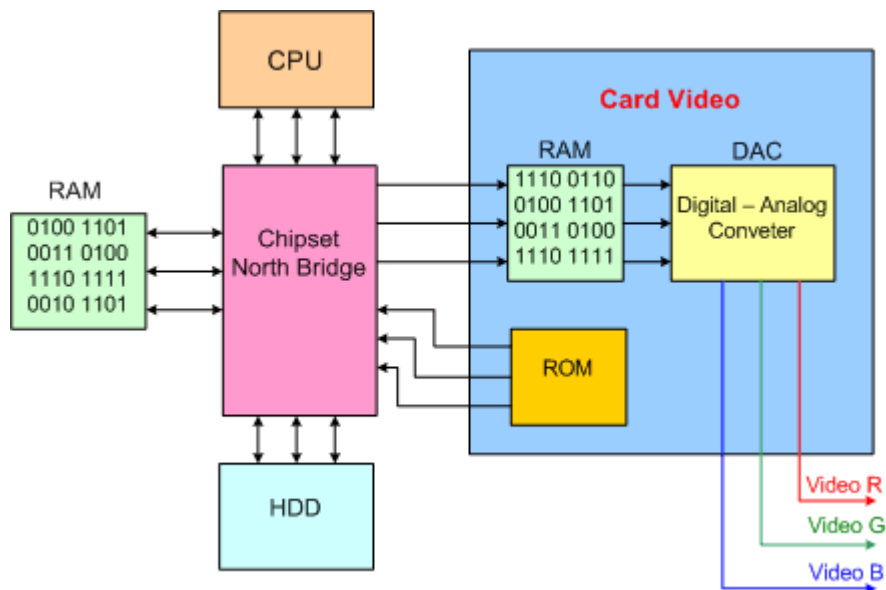 CPU
Card Video
RAM
0100 1101
0011 0100
1110 1111
0010 1101
Chipset
North Bridge
RAM
1110 0110
0100 1101
0011 0100
1110 1111
DAC
Digital – Analog
Conveter
ROM
HDD
Video R
Video G
Video B